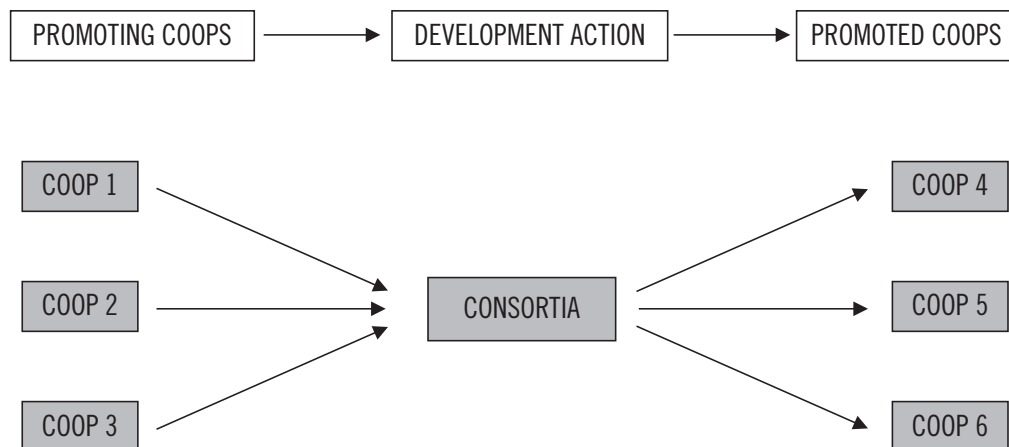 PROMOTING COOPS
DEVELOPMENT ACTION
PROMOTED COOPS
COOP 1
COOP 4
COOP 2
CONSORTIA
COOP 5
COOP 3
COOP 6